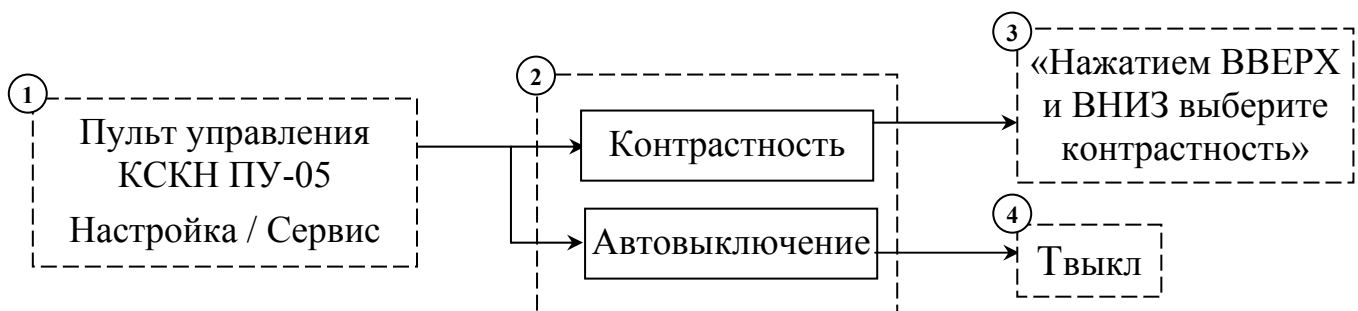 1
Пульт управления
КСКН ПУ-05
Настройка / Сервис
2
Контрастность
Автовыключение
3
«Нажатием ВВЕРХ
и ВНИЗ выберите
контрастность»
4
Твыкл